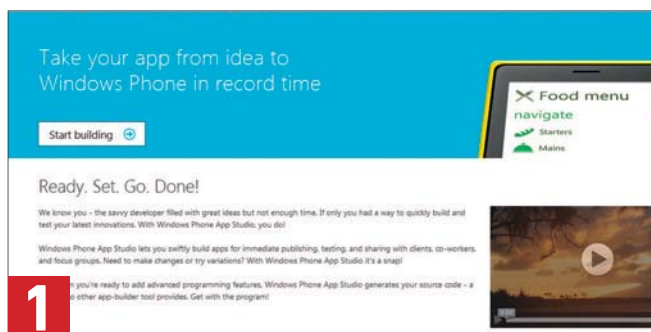 Take your app from idea to
Windows Phone in record time
Start building
Food menu
navigate
Starters
Mains
Ready. Set. Go. Done!
We know you – the savvy developer filled with great ideas but not enough time. If only you had a way to quickly build and
test your latest innovations. With Windows Phone App Studio, you do!
Windows Phone App Studio lets you swiftly build apps for immediate publishing, testing, and sharing with clients, co-workers,
and focus groups. Need to make changes or try variations? With Windows Phone App Studio it's a snap!
you're ready to add advanced programming features, Windows Phone App Studio generates your source code – a
other app-builder tool provides. Get with the program!
1